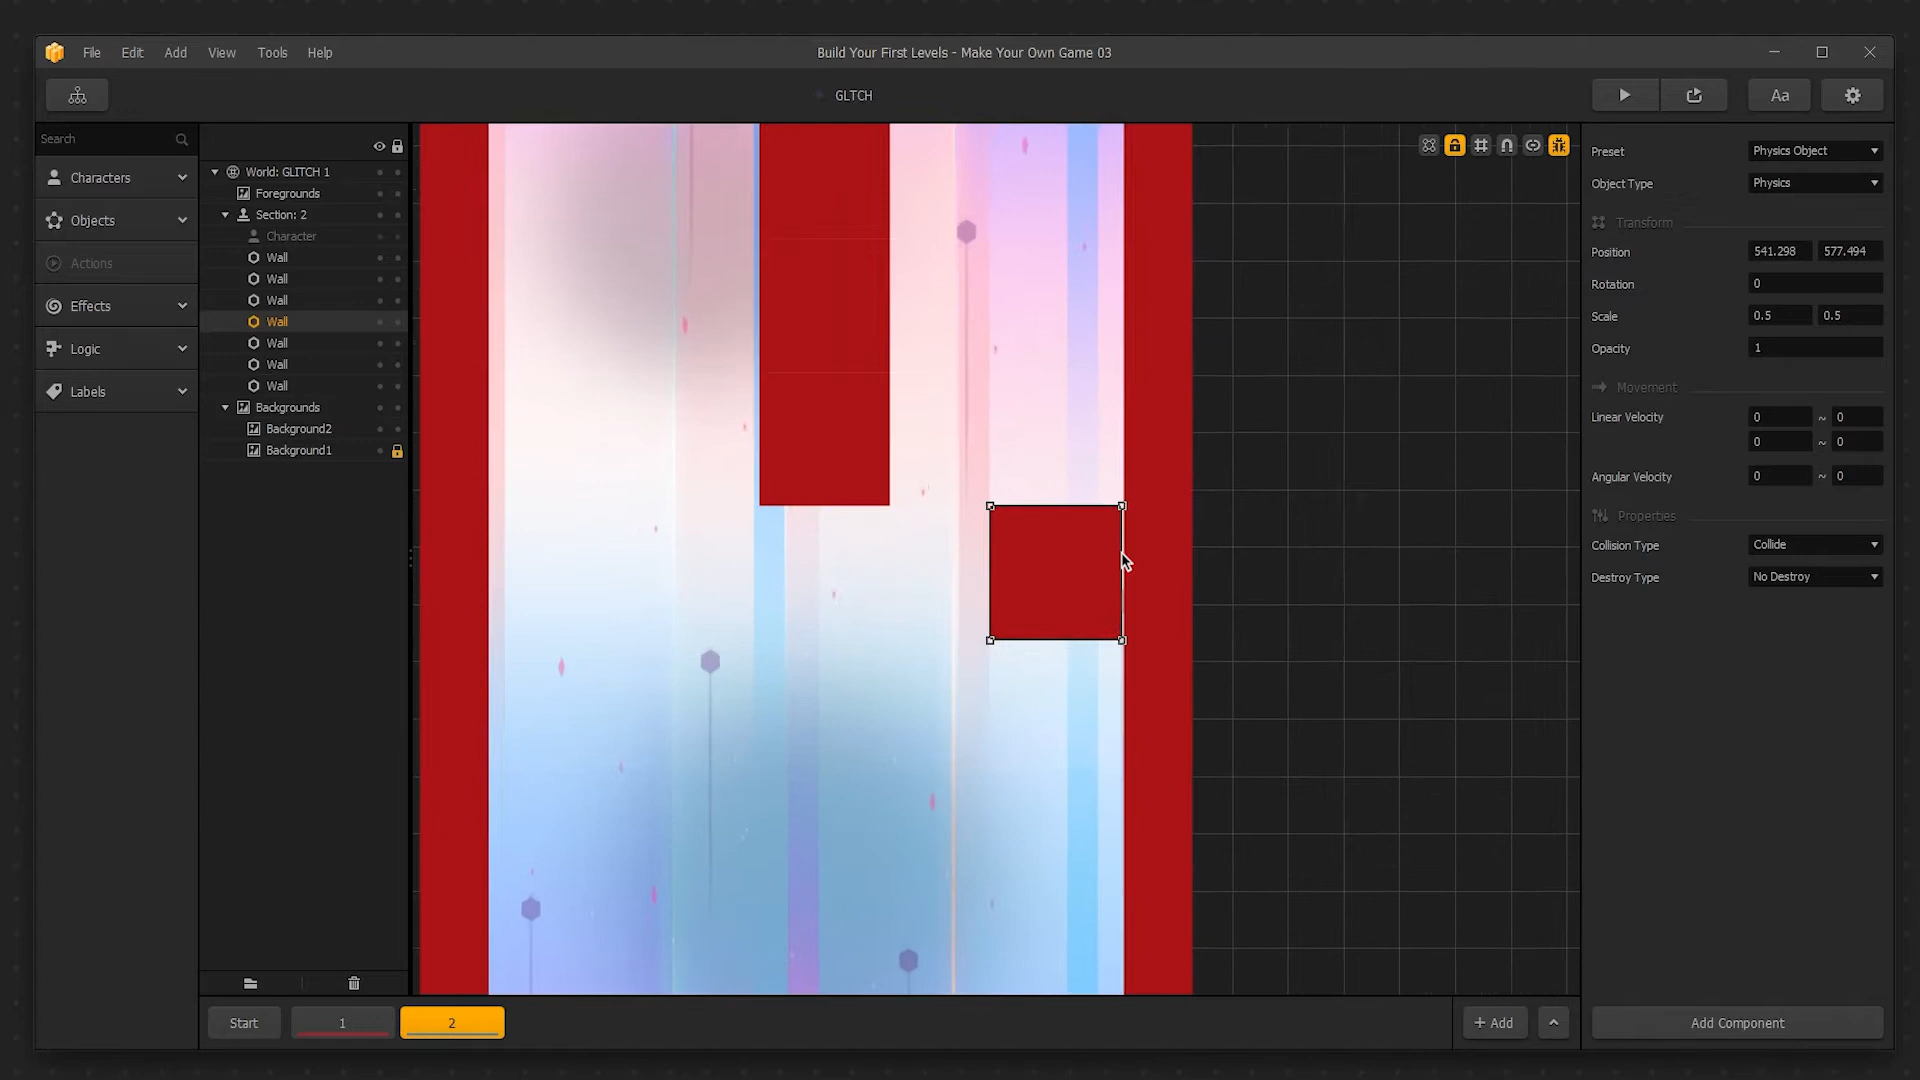 File Edit Add View Tools Help
Build Your First Levels - Make Your Own Game 03
GLTCH
Aa
Search
Characters
Objects
Actions
Effects
Logic
Labels
World: GLITCH 1
Foregrounds
Section: 2
Character
Wall
Wall
Wall
Wall
Wall
Wall
Wall
Backgrounds
Background2
Background1
Preset Physics Object
Object Type Physics
Transform
Position 541.298 577.494
Rotation 0
Scale 0.5 0.5
Opacity 1
Movement
Linear Velocity 0 ~ 0
0 ~ 0
Angular Velocity 0 ~ 0
Properties
Collision Type Collide
Destroy Type No Destroy
Start 1 2
+ Add
Add Component